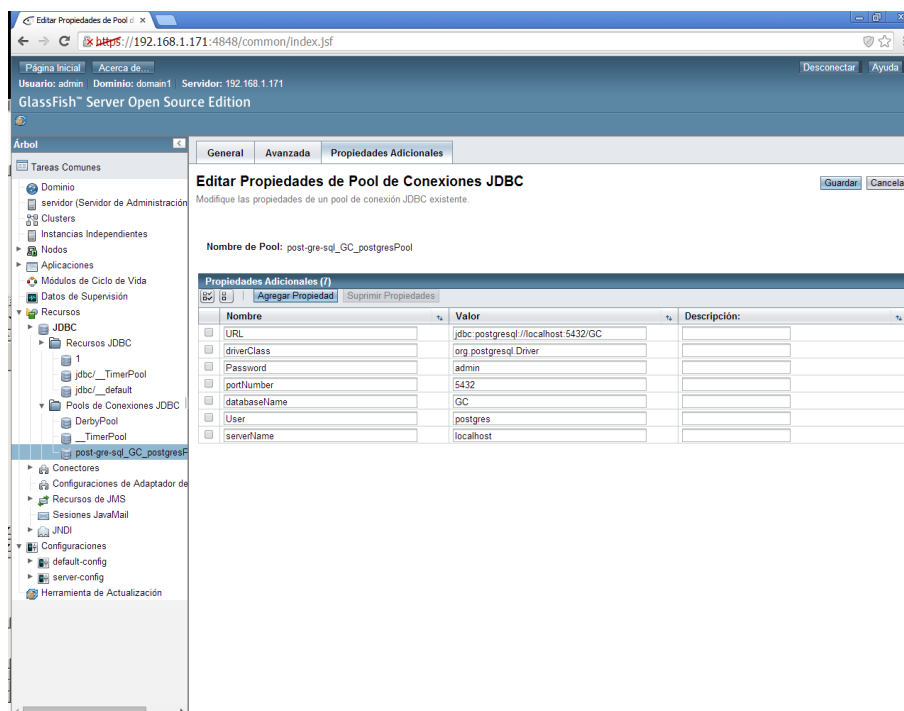 Editar Propiedades de Pool d
https://192.168.1.171:4848/common/index.jsf
Página Inicial Acerca de... Desconectar Ayuda
Usuario: admin Dominio: domain1 Servidor: 192.168.1.171
GlassFish™ Server Open Source Edition
Árbol
Tareas Comunes
Dominio
servidor (Servidor de Administración
Clusters
Instancias Independientes
Nodos
Aplicaciones
Módulos de Ciclo de Vida
Datos de Supervisión
Recursos
JDBC
Recursos JDBC
1
jdbc/__TimerPool
jdbc/__default
Pools de Conexiones JDBC
DerbyPool
__TimerPool
post-gre-sql_GC_postgresP
Conectores
Configuraciones de Adaptador de
Recursos de JMS
Sesiones JavaMail
JNDI
Configuraciones
default-config
server-config
Herramienta de Actualización
General Avanzada Propiedades Adicionales
Editar Propiedades de Pool de Conexiones JDBC Guardar Cancela
Modifique las propiedades de un pool de conexión JDBC existente.
Nombre de Pool: post-gre-sql_GC_postgresPool
Propiedades Adicionales (7)
Agregar Propiedad Suprimir Propiedades
Nombre Valor Descripción:
URL jdbc:postgresql://localhost:5432/GC
driverClass org.postgresql.Driver
Password admin
portNumber 5432
databaseName GC
User postgres
serverName localhost